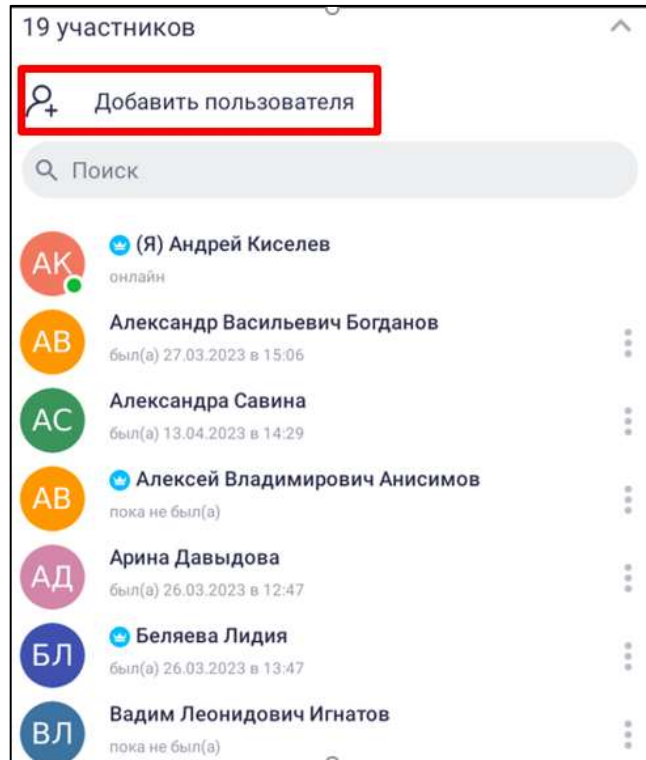 19 участников
Добавить пользователя
Поиск
АК
(Я) Андрей Киселев
онлайн
АВ
Александр Васильевич Богданов
был(а) 27.03.2023 в 15:06
АС
Александра Савина
был(а) 13.04.2023 в 14:29
АВ
Алексей Владимирович Анисимов
пока не был(а)
АД
Арина Давыдова
был(а) 26.03.2023 в 12:47
БЛ
Беляева Лидия
был(а) 26.03.2023 в 13:47
ВЛ
Вадим Леонидович Игнатов
пока не был(а)